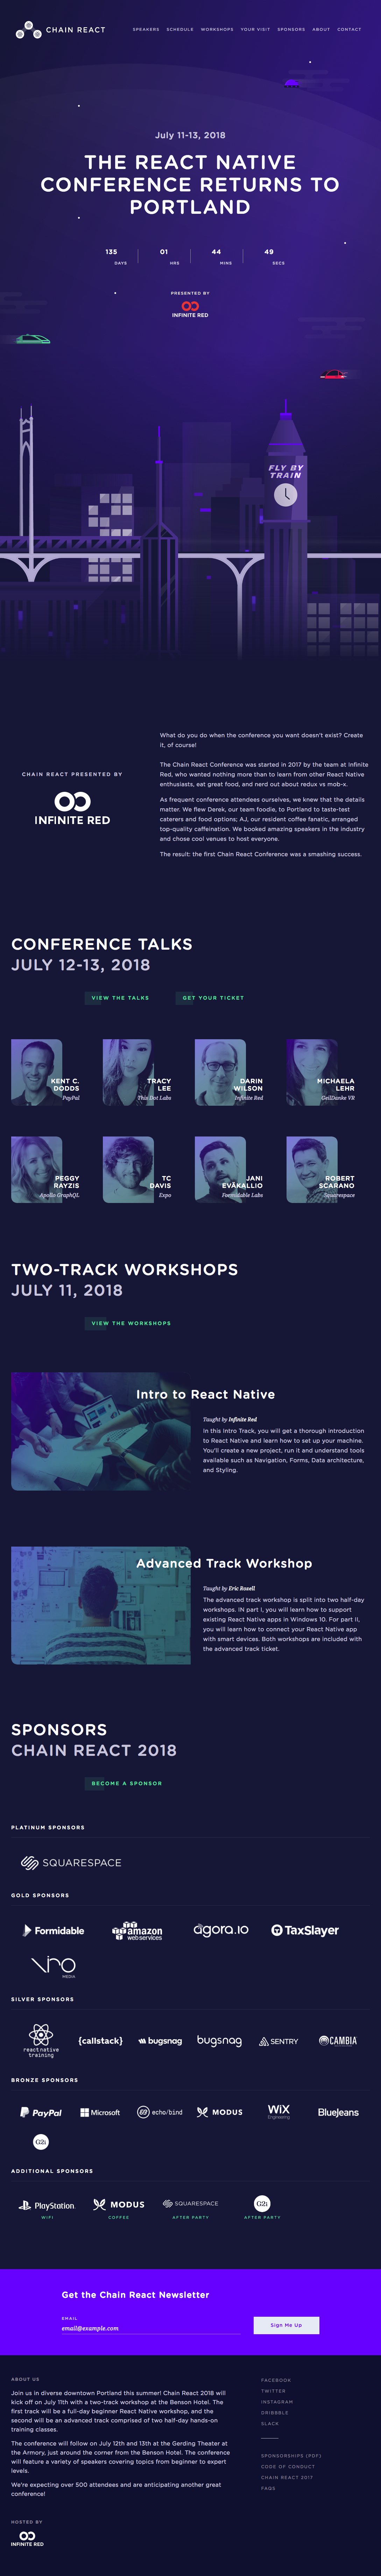 CHAIN REACT
SPEAKERS SCHEDULE WORKSHOPS YOUR VISIT SPONSORS ABOUT CONTACT
July 11-13, 2018
THE REACT NATIVE
CONFERENCE RETURNS TO
PORTLAND
135 01 44 49
DAYS HRS MINS SECS
PRESENTED BY
INFINITE RED
FLY BY
TRAIN
What do you do when the conference you want doesn't exist? Create
it, of course!
CHAIN REACT PRESENTED BY
INFINITE RED
The Chain React Conference was started in 2017 by the team at Infinite
Red, who wanted nothing more than to learn from other React Native
enthusiasts, eat great food, and nerd out about redux vs mob-x.
As frequent conference attendees ourselves, we knew that the details
matter. We flew Derek, our team foodie, to Portland to taste-test
caterers and food options; AJ, our resident coffee fanatic, arranged
top-quality caffeination. We booked amazing speakers in the industry
and chose cool venues to host everyone.
The result: the first Chain React Conference was a smashing success.
CONFERENCE TALKS
JULY 12-13, 2018
VIEW THE TALKS GET YOUR TICKET
KENT C.
DODDS
PayPal
TRACY
LEE
This Dot Labs
DARIN
WILSON
Infinite Red
MICHAELA
LEHR
GeilDanke VR
PEGGY
RAYZIS
Apollo GraphQL
TC
DAVIS
Expo
JANI
EVÄKALLIO
Formidable Labs
ROBERT
SCARANO
Squarespace
TWO-TRACK WORKSHOPS
JULY 11, 2018
VIEW THE WORKSHOPS
Intro to React Native
Taught by Infinite Red
In this Intro Track, you will get a thorough introduction
to React Native and learn how to set up your machine.
You'll create a new project, run it and understand tools
available such as Navigation, Forms, Data architecture,
and Styling.
Advanced Track Workshop
Taught by Eric Rozell
The advanced track workshop is split into two half-day
workshops. IN part I, you will learn how to support
existing React Native apps in Windows 10. For part II,
you will learn how to connect your React Native app
with smart devices. Both workshops are included with
the advanced track ticket.
SPONSORS
CHAIN REACT 2018
BECOME A SPONSOR
PLATINUM SPONSORS
SQUARESPACE
GOLD SPONSORS
Formidable amazon webservices agora.io TaxSlayer
Viro MEDIA
SILVER SPONSORS
react native training {callstack} bugsnag bugsnag SENTRY CAMBIA
BRONZE SPONSORS
PayPal Microsoft echo/bind MODUS WiX Engineering BlueJeans
G2i
ADDITIONAL SPONSORS
PlayStation. MODUS SQUARESPACE G2i
WIFI COFFEE AFTER PARTY AFTER PARTY
Get the Chain React Newsletter
EMAIL
email@example.com
Sign Me Up
ABOUT US
Join us in diverse downtown Portland this summer! Chain React 2018 will
kick off on July 11th with a two-track workshop at the Benson Hotel. The
first track will be a full-day beginner React Native workshop, and the
second will be an advanced track comprised of two half-day hands-on
training classes.
The conference will follow on July 12th and 13th at the Gerding Theater at
the Armory, just around the corner from the Benson Hotel. The conference
will feature a variety of speakers covering topics from beginner to expert
levels.
We're expecting over 500 attendees and are anticipating another great
conference!
HOSTED BY
INFINITE RED
FACEBOOK
TWITTER
INSTAGRAM
DRIBBBLE
SLACK
SPONSORSHIPS (PDF)
CODE OF CONDUCT
CHAIN REACT 2017
FAQS